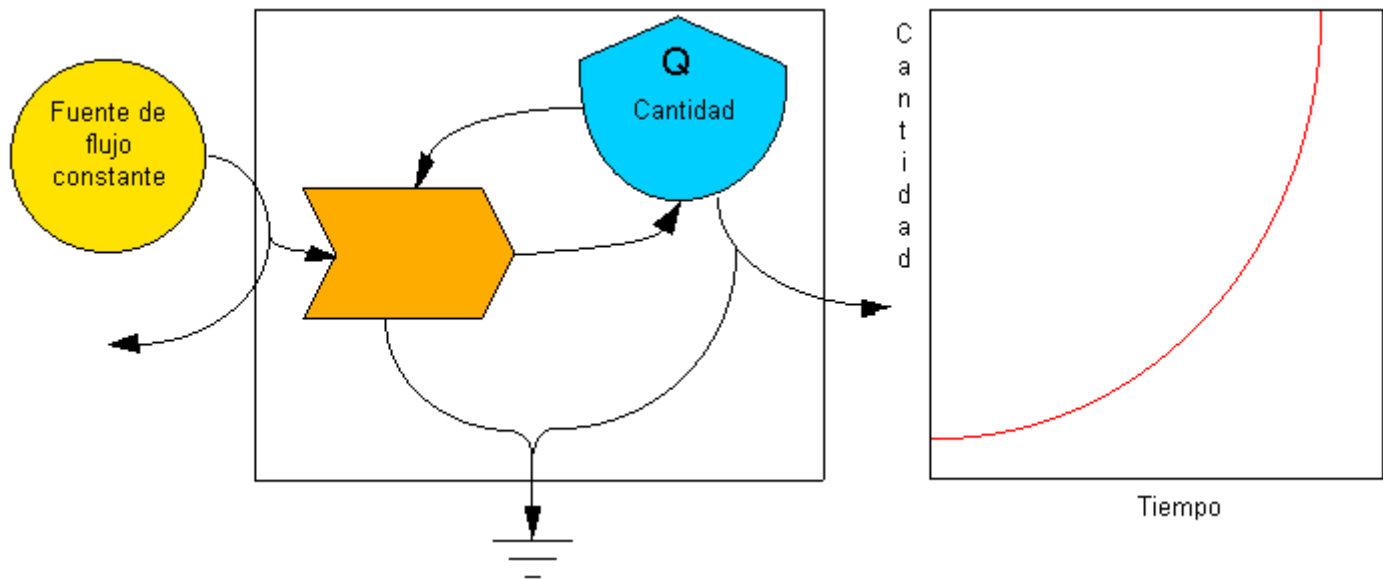 Fuente de
flujo
constante
Q
Cantidad
C
a
n
t
i
d
a
d
Tiempo